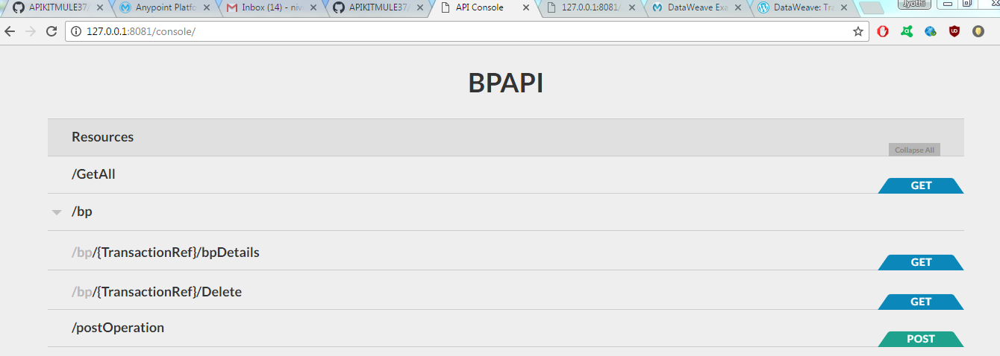 APIKITMULE37/
Anypoint Platfo
Inbox (14) - niv
APIKITMULE37/
API Console
127.0.0.1:8081/
DataWeave Exa
DataWeave: Tra
Jyothi
127.0.0.1:8081/console/
BPAPI
Resources
Collapse All
/GetAll
GET
/bp
/bp/{TransactionRef}/bpDetails
GET
/bp/{TransactionRef}/Delete
GET
/postOperation
POST